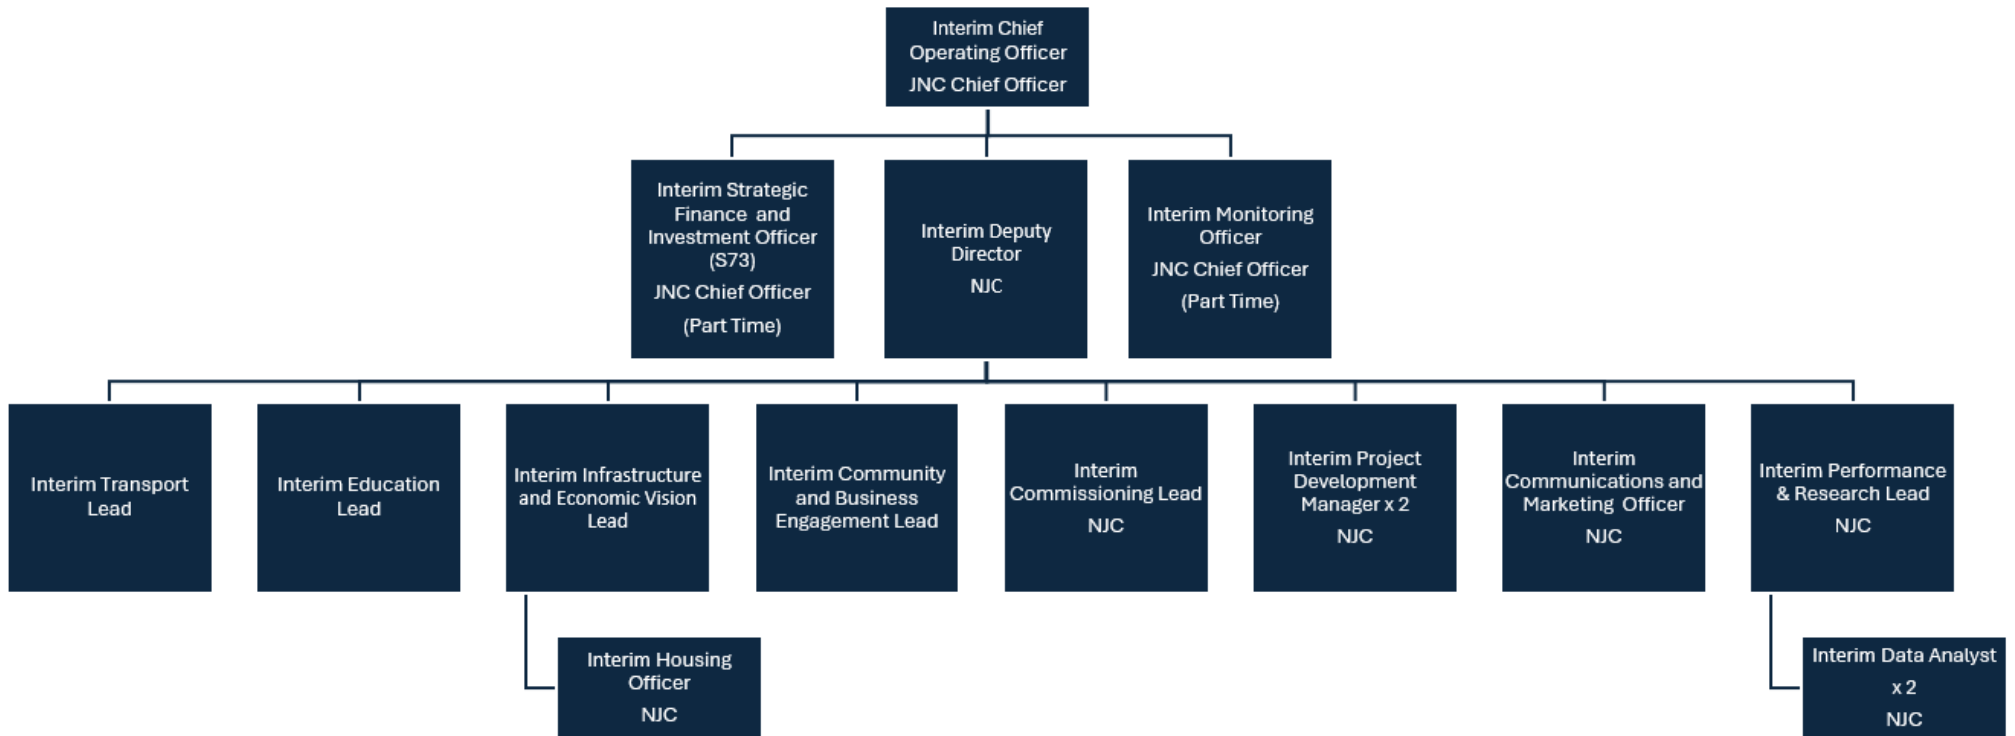 Interim Chief
Operating Officer
JNC Chief Officer
Interim Strategic
Finance and
Investment Officer
(S73)
JNC Chief Officer
(Part Time)
Interim Deputy
Director
NJC
Interim Monitoring
Officer
JNC Chief Officer
(Part Time)
Interim Transport
Lead
Interim Education
Lead
Interim Infrastructure
and Economic Vision
Lead
Interim Community
and Business
Engagement Lead
Interim
Commissioning Lead
NJC
Interim Project
Development
Manager x 2
NJC
Interim
Communications and
Marketing Officer
NJC
Interim Performance
& Research Lead
NJC
Interim Housing
Officer
NJC
Interim Data Analyst
x 2
NJC